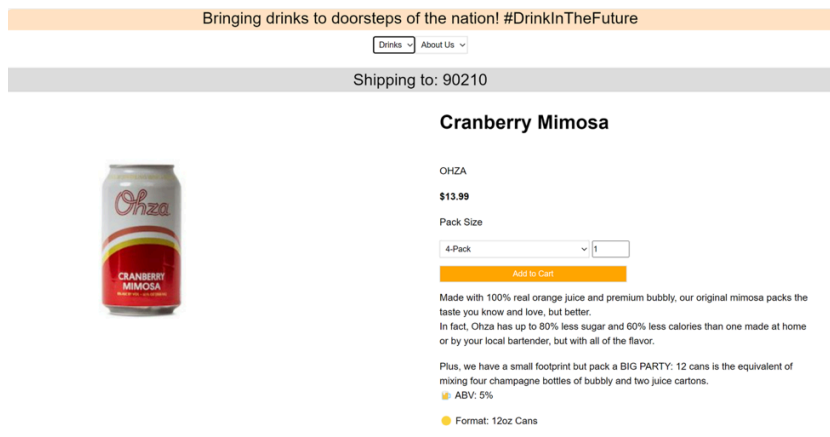 Bringing drinks to doorsteps of the nation! #DrinkInTheFuture
Drinks About Us
Shipping to: 90210
Cranberry Mimosa
OHZA
$13.99
Pack Size
4-Pack 1
Add to Cart
Made with 100% real orange juice and premium bubbly, our original mimosa packs the
taste you know and love, but better.
In fact, Ohza has up to 80% less sugar and 60% less calories than one made at home
or by your local bartender, but with all of the flavor.
Plus, we have a small footprint but pack a BIG PARTY: 12 cans is the equivalent of
mixing four champagne bottles of bubbly and two juice cartons.
🍺 ABV: 5%
🟡 Format: 12oz Cans
Ohza
CRANBERRY
MIMOSA